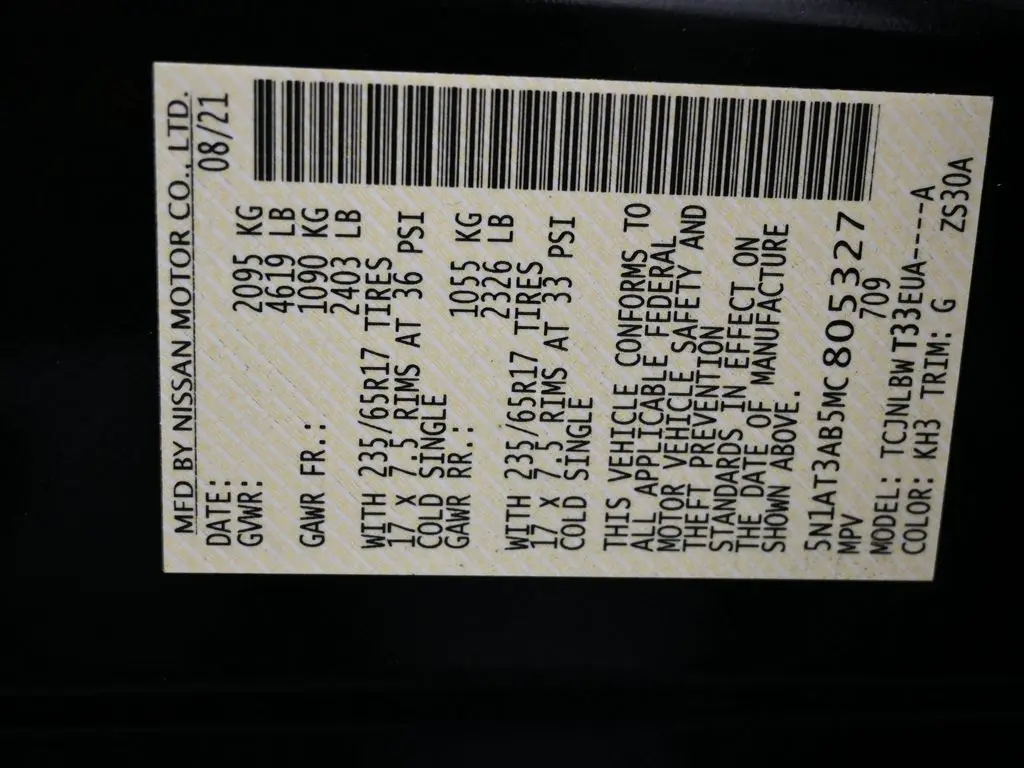 MFD BY NISSAN MOTOR CO., LTD.
DATE: 08/21
GVWR: 2095 KG
4619 LB
GAWR FR.: 1090 KG
2403 LB
WITH 235/65R17 TIRES
17 X 7.5 RIMS AT 36 PSI
COLD SINGLE
GAWR RR.: 1055 KG
2326 LB
WITH 235/65R17 TIRES
17 X 7.5 RIMS AT 33 PSI
COLD SINGLE
THIS VEHICLE CONFORMS TO
ALL APPLICABLE FEDERAL
MOTOR VEHICLE SAFETY AND
THEFT PREVENTION
STANDARDS IN EFFECT ON
THE DATE OF MANUFACTURE
SHOWN ABOVE.
5N1AT3AB5MC805327
MPV 709
MODEL: TCJNLBWT33EUA----A
COLOR: KH3 TRIM: G ZS30A